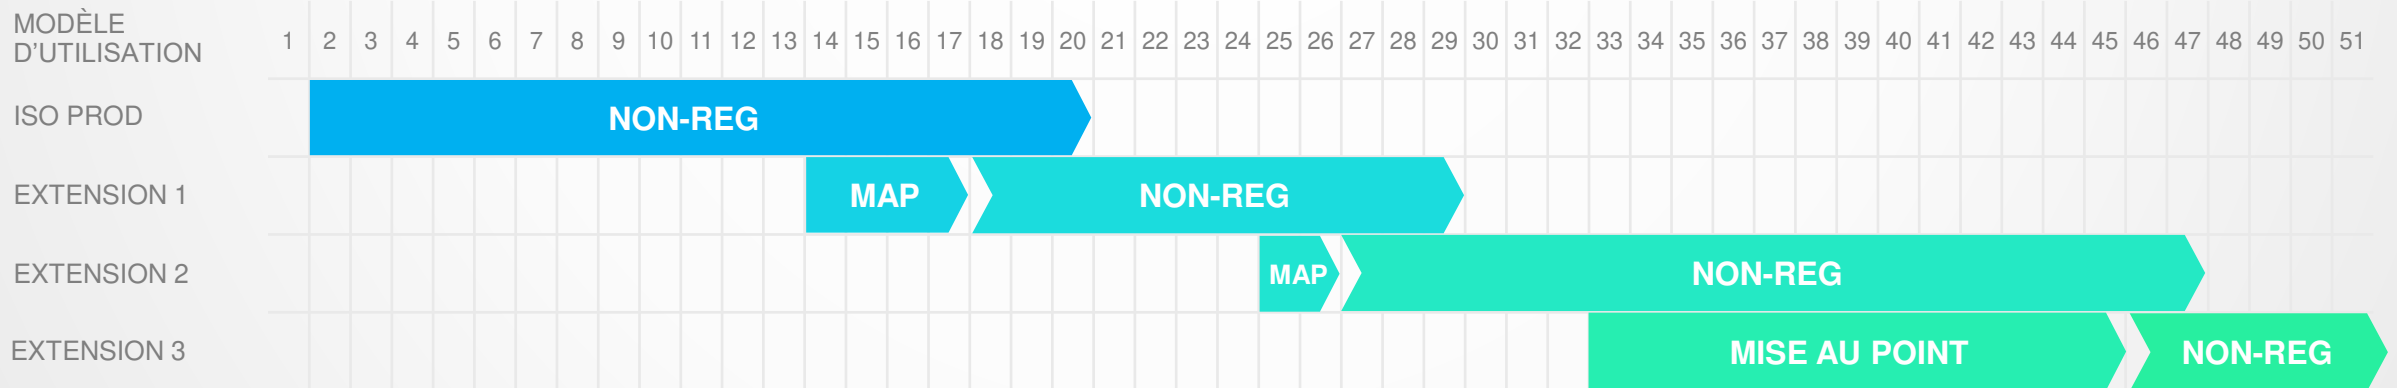 MODÈLE
D’UTILISATION
1 2 3 4 5 6 7 8 9 10 11 12 13 14 15 16 17 18 19 20 21 22 23 24 25 26 27 28 29 30 31 32 33 34 35 36 37 38 39 40 41 42 43 44 45 46 47 48 49 50 51
ISO PROD NON-REG
EXTENSION 1 MAP NON-REG
EXTENSION 2 MAP NON-REG
EXTENSION 3 MISE AU POINT NON-REG